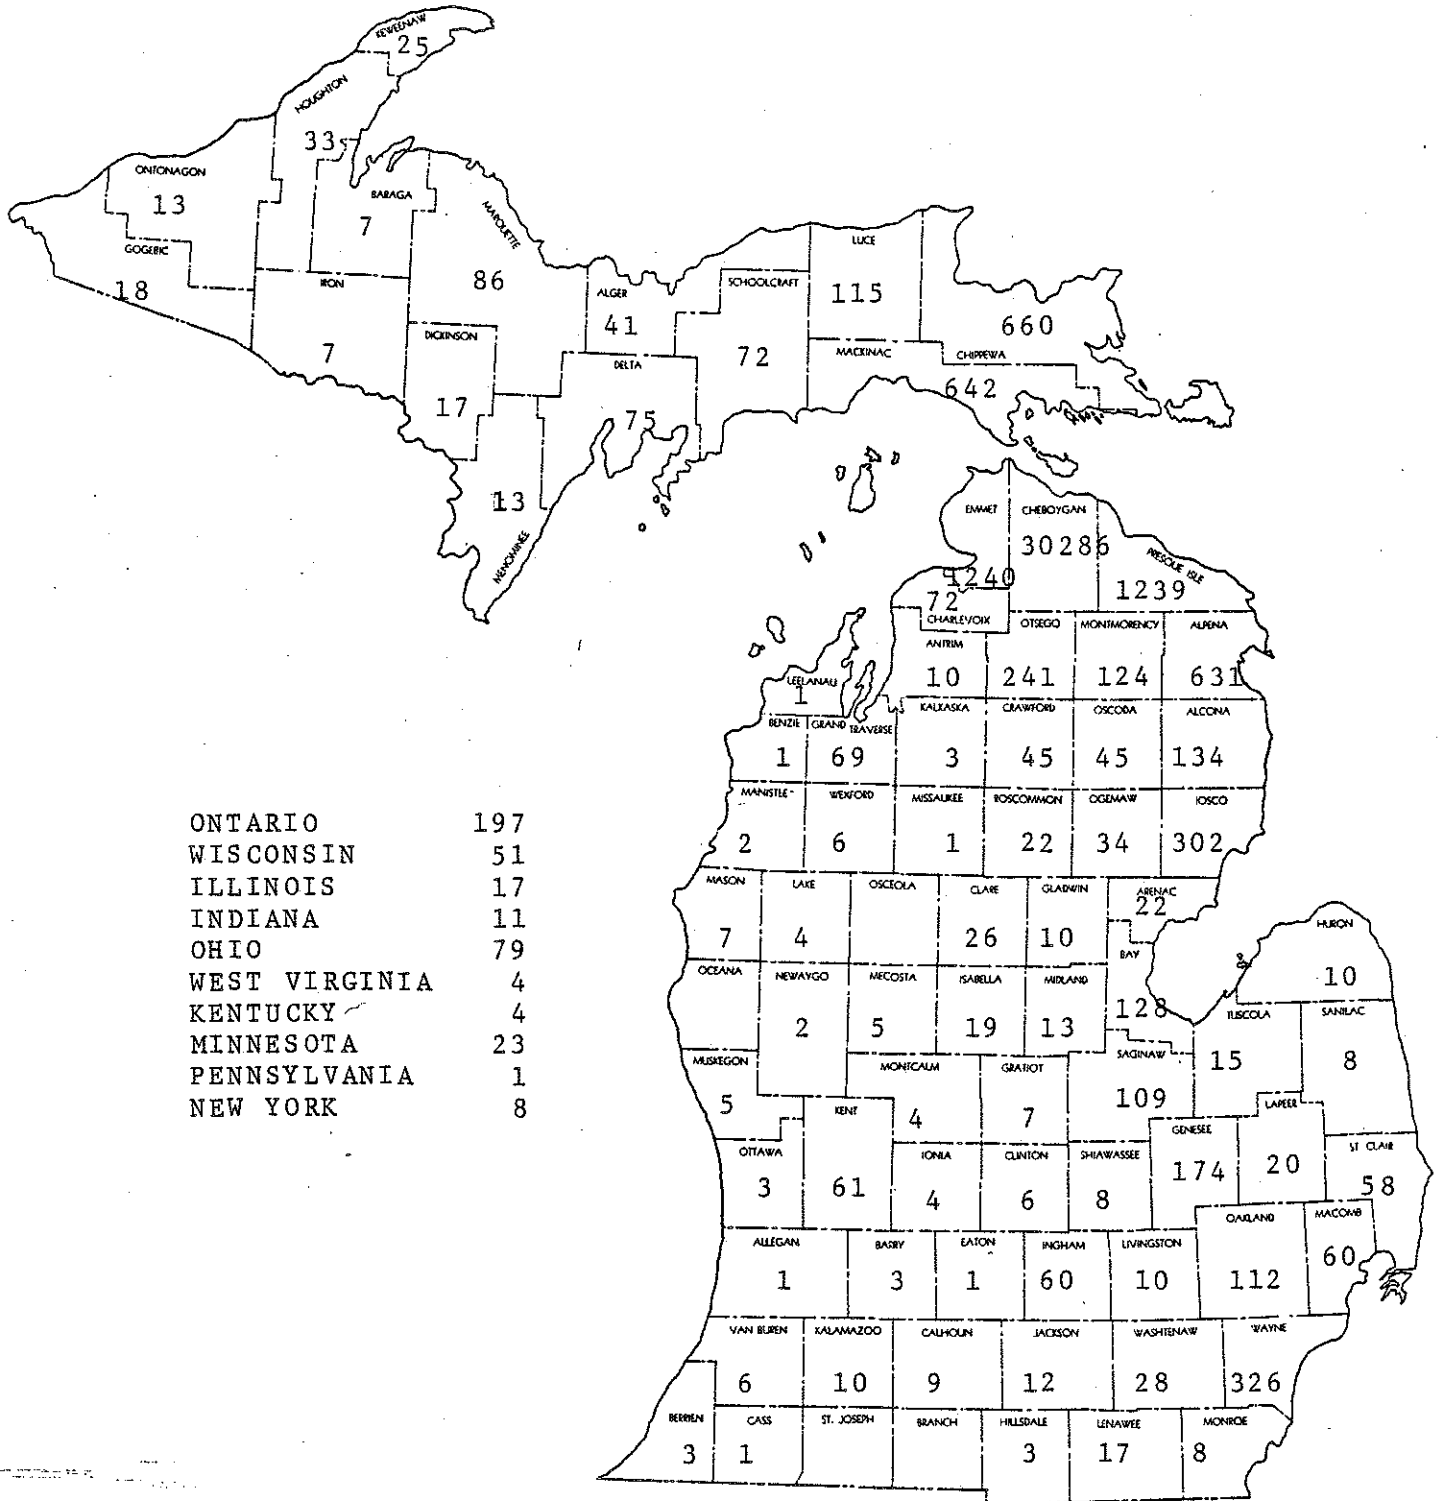 KEWEENAW
25
HOUGHTON
33
ONTONAGON
13
BARAGA
7
MARQUETTE
86
GOGEBIC
18
IRON
7
LUCE
115
SCHOOLCRAFT
72
ALGER
41
660
DICKINSON
17
MACKINAC
CHIPPEWA
642
DELTA
75
13
MENOMINEE
EMMET
CHEBOYGAN
30286
PRESQUE ISLE
1240
1239
72
CHARLEVOIX
OTSEGO
MONTMORENCY
ALPENA
ANTRIM
10
241
124
631
LEELANAU
1
BENZIE
GRAND TRAVERSE
KALKASKA
CRAWFORD
OSCODA
ALCONA
1
69
3
45
45
134
MANISTEE
WEXFORD
MISSAUKEE
ROSCOMMON
OGEMAW
IOSCO
2
6
1
22
34
302
MASON
LAKE
OSCEOLA
CLARE
GLADWIN
ARENAC
22
7
4
26
10
BAY
HURON
10
OCEANA
NEWAYGO
MECOSTA
ISABELLA
MIDLAND
128
2
5
19
13
TUSCOLA
SANILAC
15
8
MUSKEGON
MONTCALM
GRATIOT
SAGINAW
5
4
7
109
KENT
LAPEER
GENESEE
OTTAWA
IONIA
CLINTON
SHIAWASSEE
174
20
ST CLAIR
3
61
4
6
8
58
ALLEGAN
BARRY
EATON
INGHAM
LIVINGSTON
OAKLAND
MACOMB
1
3
1
60
10
112
60
VAN BUREN
KALAMAZOO
CALHOUN
JACKSON
WASHTENAW
WAYNE
6
10
9
12
28
326
BERRIEN
CASS
ST. JOSEPH
BRANCH
HILLSDALE
LENAWEE
MONROE
3
1
3
17
8
ONTARIO 197
WISCONSIN 51
ILLINOIS 17
INDIANA 11
OHIO 79
WEST VIRGINIA 4
KENTUCKY 4
MINNESOTA 23
PENNSYLVANIA 1
NEW YORK 8